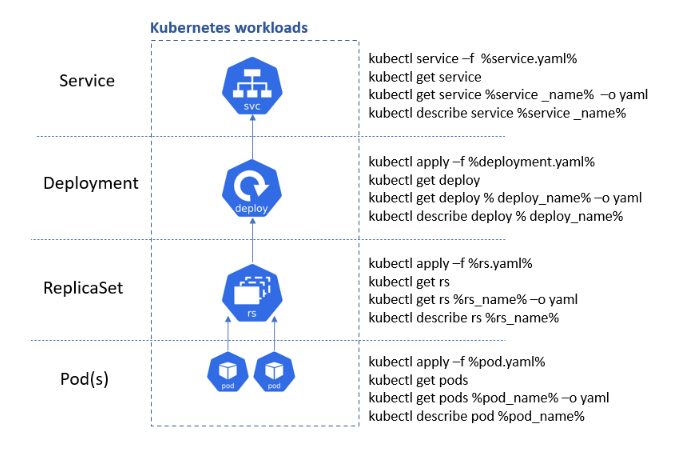 Kubernetes workloads
Service
svc
kubectl service –f  %service.yaml%
kubectl get service
kubectl get service %service _name%  –o yaml
kubectl describe service %service _name%
Deployment
deploy
kubectl apply –f %deployment.yaml%
kubectl get deploy
kubectl get deploy % deploy_name% –o yaml
kubectl describe deploy % deploy_name%
ReplicaSet
rs
kubectl apply –f %rs.yaml%
kubectl get rs
kubectl get rs %rs_name% –o yaml
kubectl describe rs %rs_name%
Pod(s)
pod
pod
kubectl apply –f %pod.yaml%
kubectl get pods
kubectl get pods %pod_name% –o yaml
kubectl describe pod %pod_name%